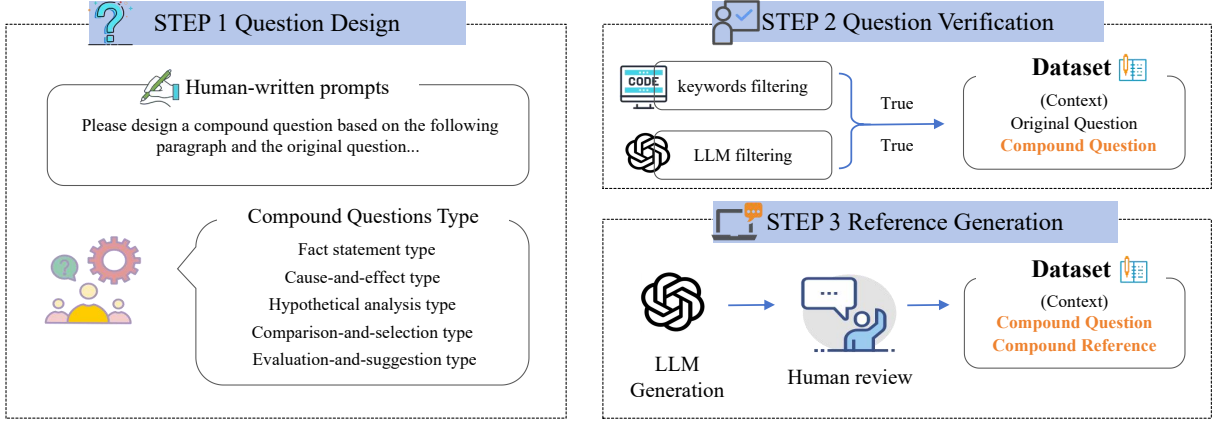 STEP 1 Question Design
Human-written prompts
Please design a compound question based on the following
paragraph and the original question...
Compound Questions Type
Fact statement type
Cause-and-effect type
Hypothetical analysis type
Comparison-and-selection type
Evaluation-and-suggestion type
STEP 2 Question Verification
CODE
keywords filtering
LLM filtering
True
True
Dataset
(Context)
Original Question
Compound Question
STEP 3 Reference Generation
LLM
Generation
Human review
Dataset
(Context)
Compound Question
Compound Reference